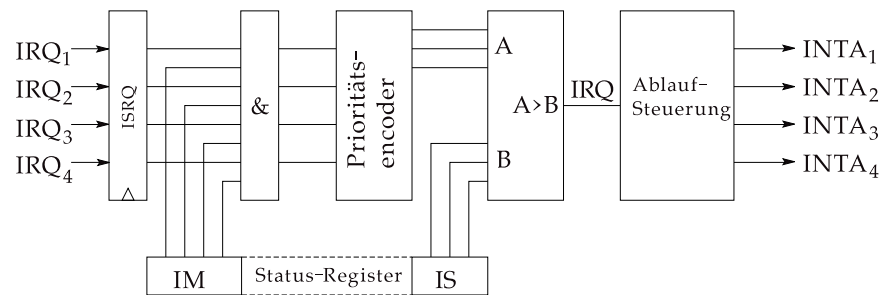 IRQ₁
IRQ₂
IRQ₃
IRQ₄
ISRQ
&
Prioritäts-
encoder
A
A>B
B
IRQ
Ablauf-
Steuerung
INTA₁
INTA₂
INTA₃
INTA₄
IM
Status-Register
IS